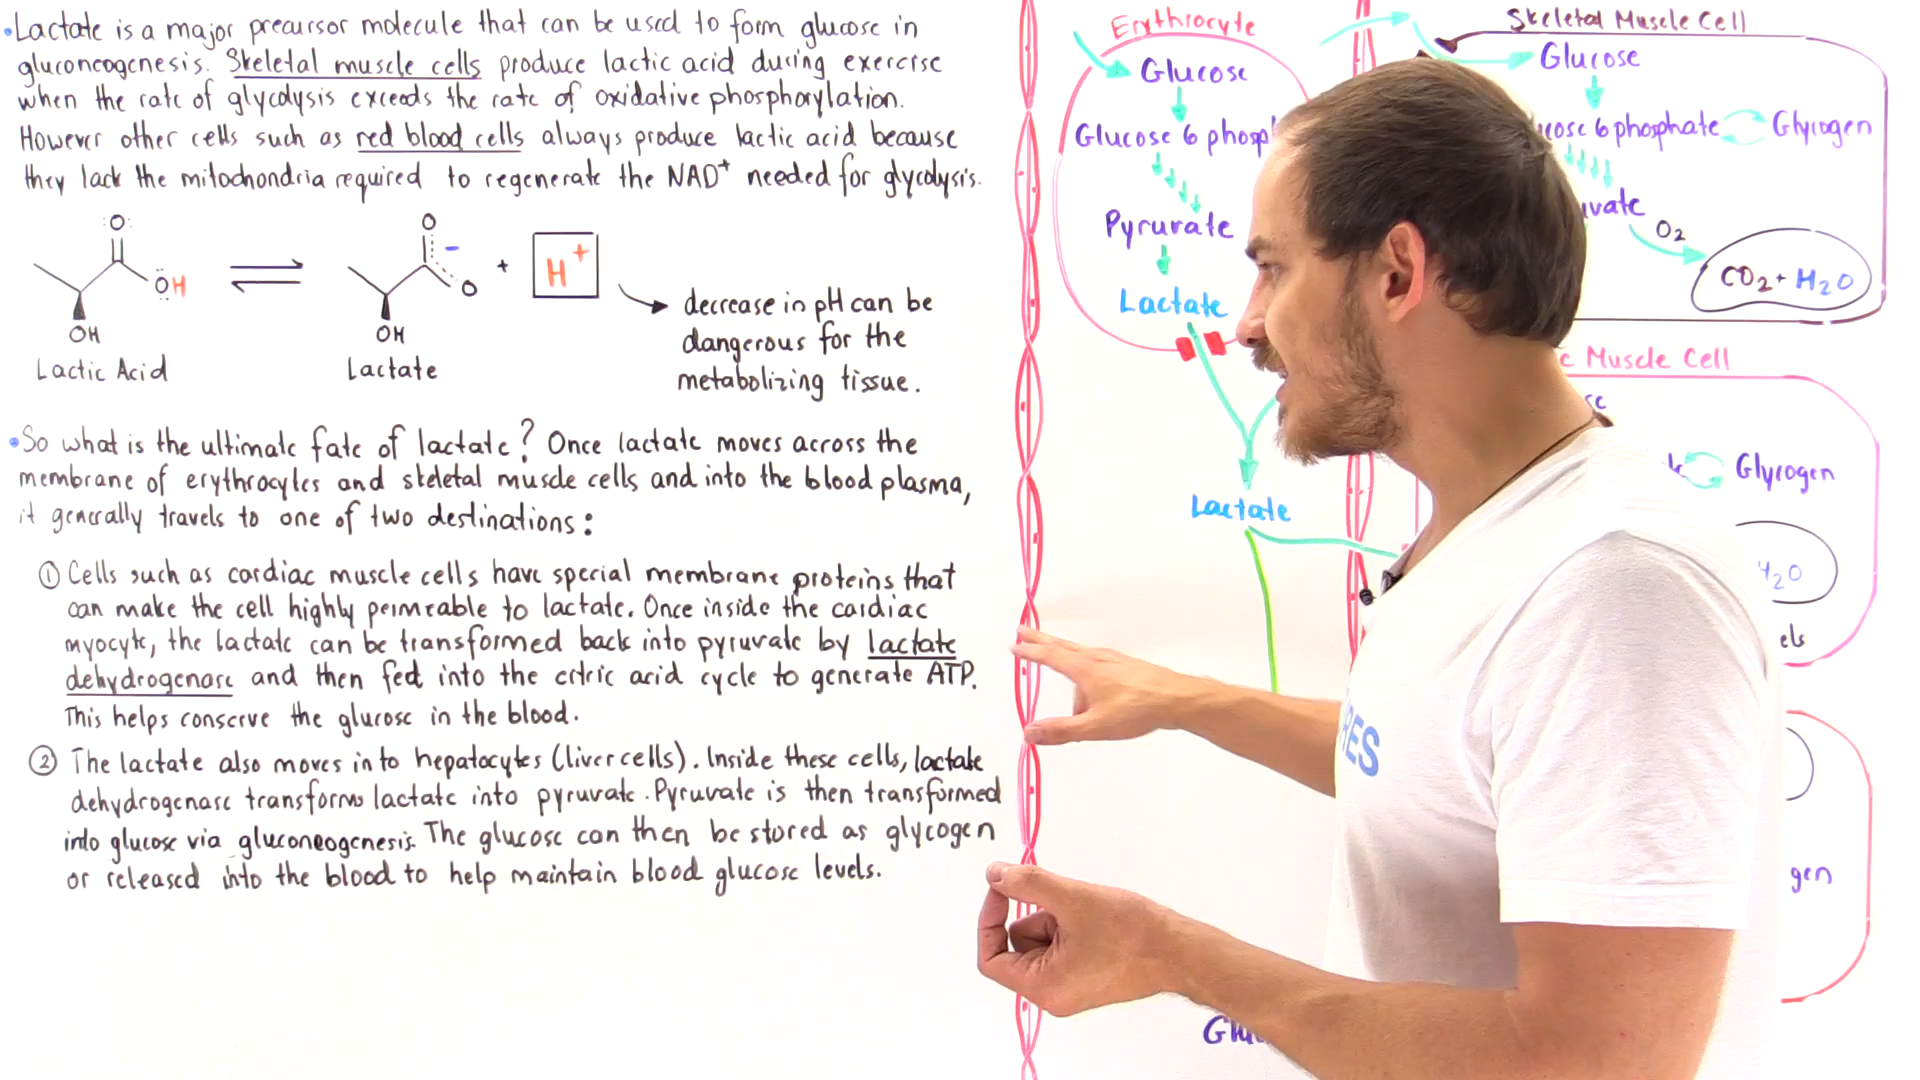 •Lactate is a major precursor molecule that can be used to form glucose in
gluconeogenesis. Skeletal muscle cells produce lactic acid during exercise
when the rate of glycolysis exceeds the rate of oxidative phosphorylation.
However other cells such as red blood cells always produce lactic acid because
they lack the mitochondria required to regenerate the NAD+ needed for glycolysis.
O
OH
OH
Lactic Acid
O
-
O
OH
Lactate
+
H+
decrease in pH can be
dangerous for the
metabolizing tissue.
•So what is the ultimate fate of lactate? Once lactate moves across the
membrane of erythrocytes and skeletal muscle cells and into the blood plasma,
it generally travels to one of two destinations:
① Cells such as cardiac muscle cells have special membrane proteins that
can make the cell highly permeable to lactate. Once inside the cardiac
myocyte, the lactate can be transformed back into pyruvate by lactate
dehydrogenase and then fed into the citric acid cycle to generate ATP.
This helps conserve the glucose in the blood.
② The lactate also moves into hepatocytes (liver cells). Inside these cells, lactate
dehydrogenase transforms lactate into pyruvate. Pyruvate is then transformed
into glucose via gluconeogenesis. The glucose can then be stored as glycogen
or released into the blood to help maintain blood glucose levels.
Erythrocyte
Glucose
Glucose 6 phosp
Pyruvate
Lactate
Lactate
Skeletal Muscle Cell
Glucose
6 phosphate
Glycogen
O2
CO2 + H2O
Muscle Cell
Glycogen
H2O
RES